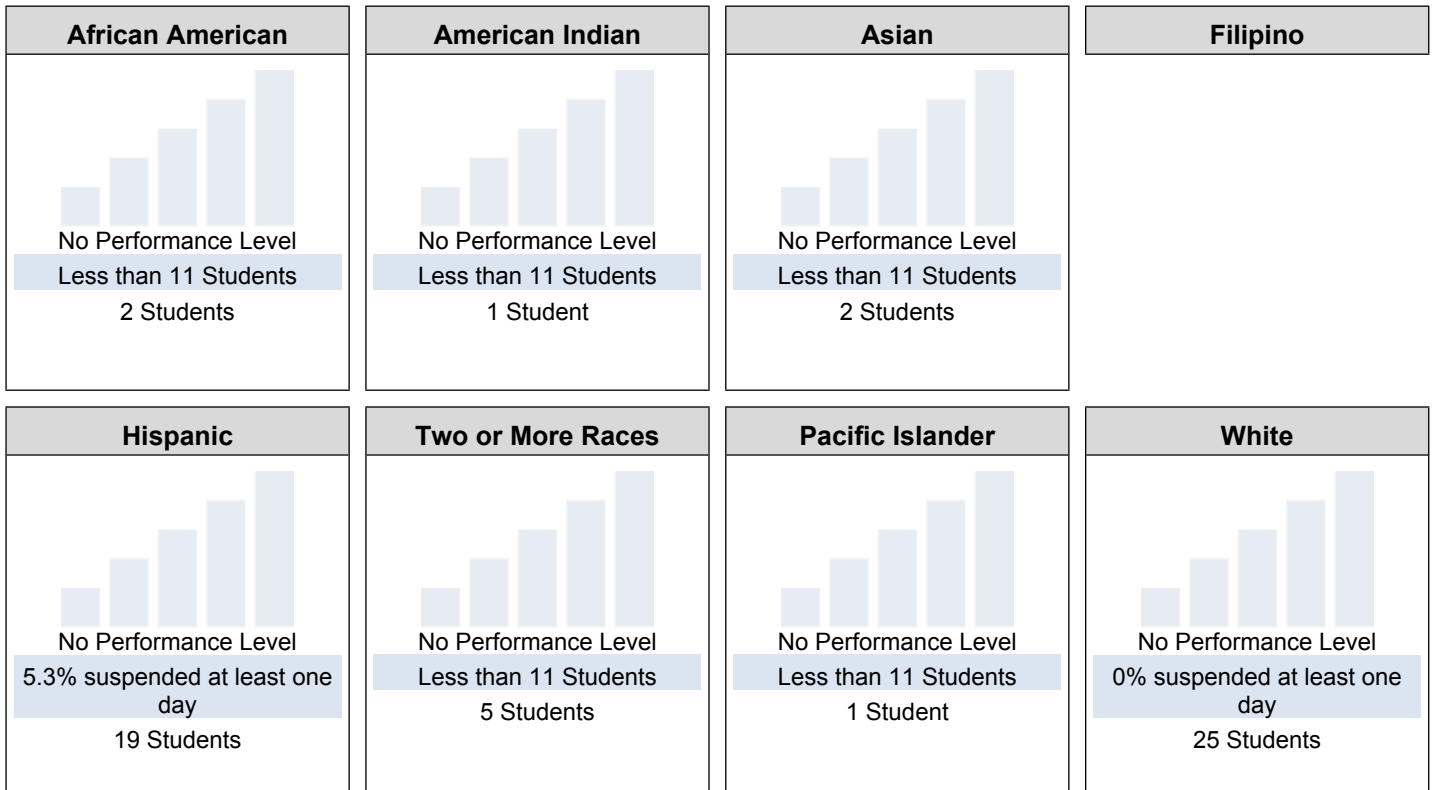 African American
No Performance Level
Less than 11 Students
2 Students
American Indian
No Performance Level
Less than 11 Students
1 Student
Asian
No Performance Level
Less than 11 Students
2 Students
Filipino
Hispanic
No Performance Level
5.3% suspended at least one
day
19 Students
Two or More Races
No Performance Level
Less than 11 Students
5 Students
Pacific Islander
No Performance Level
Less than 11 Students
1 Student
White
No Performance Level
0% suspended at least one
day
25 Students